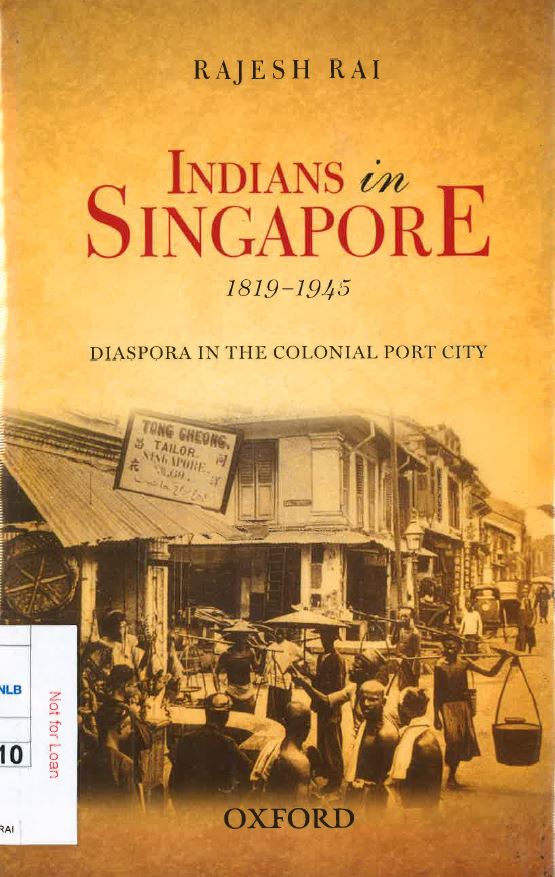 RAJESH RAI
INDIANS in
SINGAPORE
1819–1945
DIASPORA IN THE COLONIAL PORT CITY
TONG CHEONG.
TAILOR.
SINGAPORE.
NLB
Not for Loan
10
RAI
OXFORD